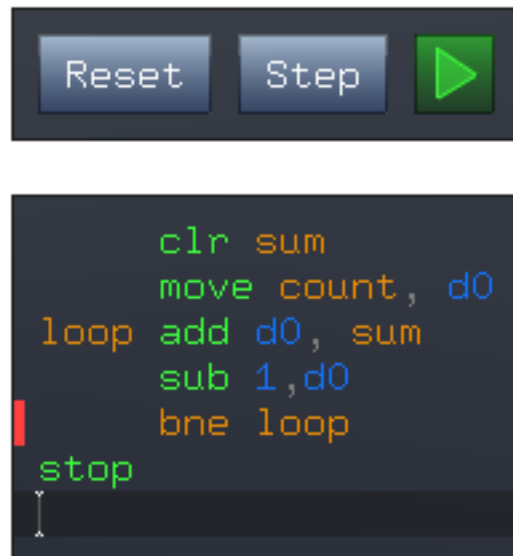 Reset Step
clr sum
move count, d0
loop add d0, sum
sub 1,d0
bne loop
stop